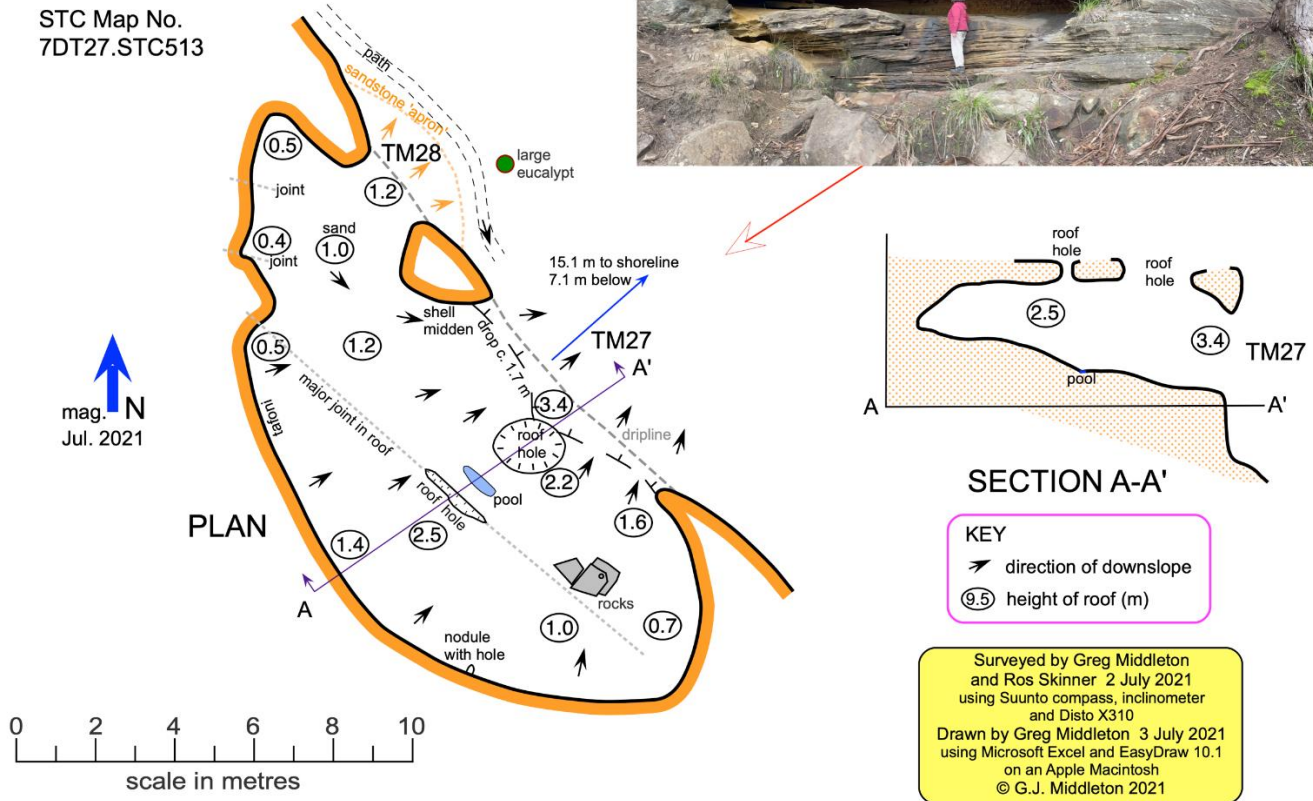 STC Map No.
7DT27.STC513
path
sandstone 'apron'
TM28
large
eucalypt
0.5
joint
1.2
sand
0.4
1.0
joint
shell
midden
15.1 m to shoreline
7.1 m below
drop c. 1.7 m
TM27
A'
0.5
1.2
major joint in roof
tafoni
mag. N
Jul. 2021
3.4
roof
hole
dripline
2.2
pool
roof
hole
1.6
PLAN
2.5
1.4
A
rocks
1.0
0.7
nodule
with hole
0 2 4 6 8 10
scale in metres
roof
hole
roof
hole
2.5
3.4
TM27
pool
A
A'
SECTION A-A'
KEY
direction of downslope
9.5 height of roof (m)
Surveyed by Greg Middleton
and Ros Skinner 2 July 2021
using Suunto compass, inclinometer
and Disto X310
Drawn by Greg Middleton 3 July 2021
using Microsoft Excel and EasyDraw 10.1
on an Apple Macintosh
© G.J. Middleton 2021